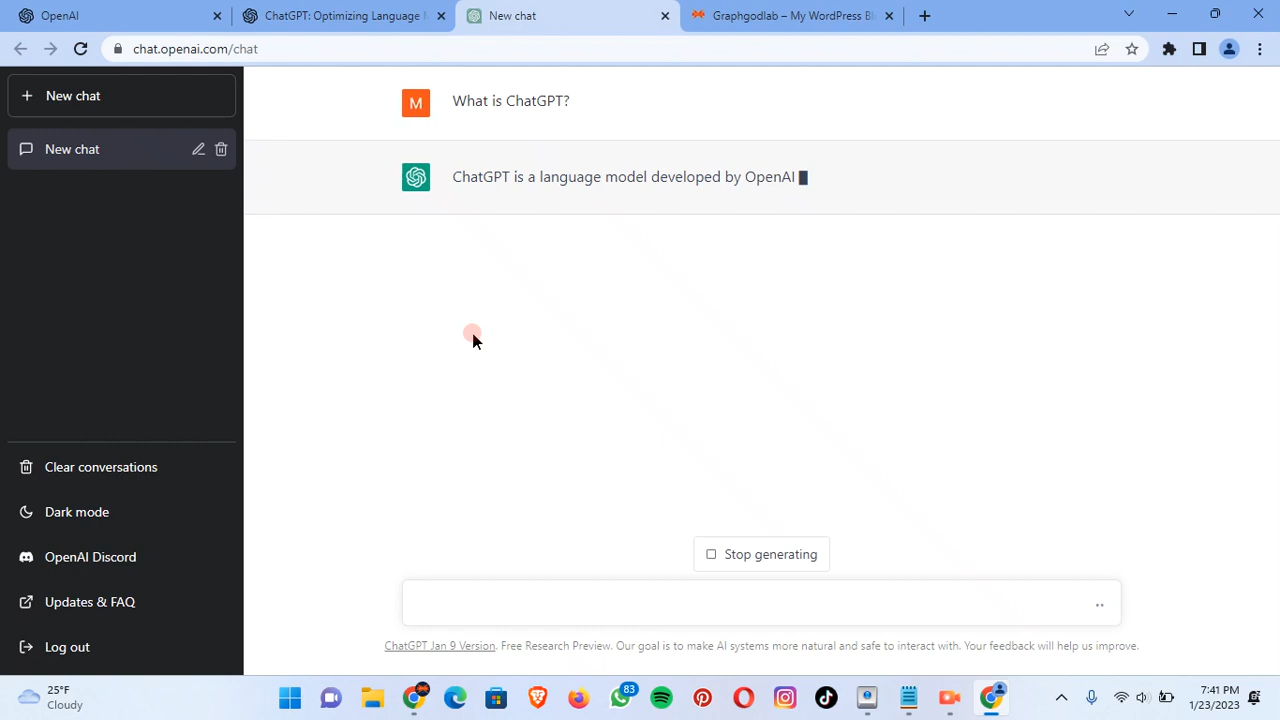 OpenAI
ChatGPT: Optimizing Language
New chat
Graphgodlab – My WordPress Bl
chat.openai.com/chat
New chat
New chat
M
What is ChatGPT?
ChatGPT is a language model developed by OpenAI
Clear conversations
Dark mode
OpenAI Discord
Updates & FAQ
Log out
Stop generating
ChatGPT Jan 9 Version. Free Research Preview. Our goal is to make AI systems more natural and safe to interact with. Your feedback will help us improve.
25°F
Cloudy
83
7:41 PM
1/23/2023